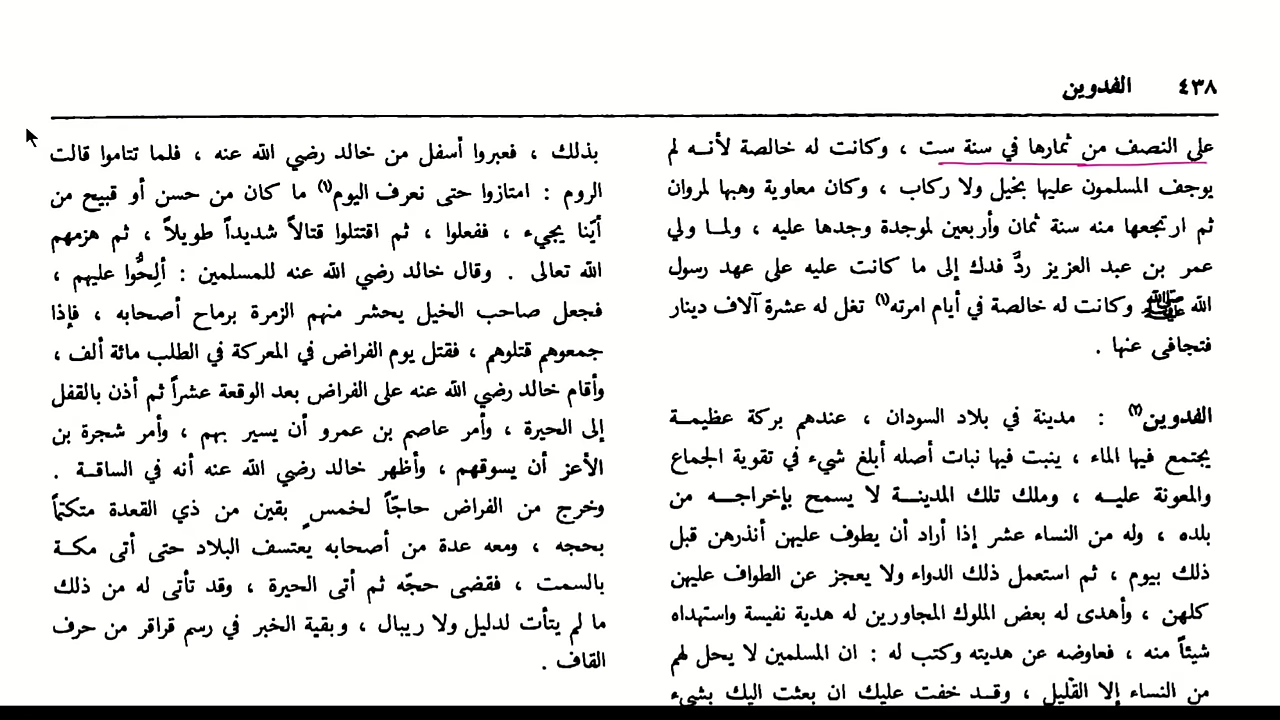 ٤٣٨ الفدوين
على النصف من ثمارها في سنة ست ، وكانت له خالصة لأنه لم
يوجف المسلمون عليها بخيل ولا ركاب ، وكان معاوية وهبها لمروان
ثم ارتجعها منه سنة ثمان وأربعين لموجدة وجدها عليه ، ولما ولي
عمر بن عبد العزيز ردَّ فدك إلى ما كانت عليه على عهد رسول
الله ﷺ وكانت له خالصة في أيام امرته(١) تغل له عشرة آلاف دينار
فتجافى عنها .
الفدوين(٢) : مدينة في بلاد السودان ، عندهم بركة عظيمة
يجتمع فيها الماء ، ينبت فيها نبات أصله أبلغ شيء في تقوية الجماع
والمعونة عليه ، وملك تلك المدينة لا يسمح بإخراجه من
بلده ، وله من النساء عشر إذا أراد أن يطوف عليهن أنذرهن قبل
ذلك بيوم ، ثم استعمل ذلك الدواء ولا يعجز عن الطواف عليهن
كلهن ، وأهدى له بعض الملوك المجاورين له هدية نفيسة واستهداه
شيئاً منه ، فعاوضه عن هديته وكتب له : ان المسلمين لا يحل لهم
من النساء إلا القليل ، وقد خفت عليك ان بعثت اليك بشيء
بذلك ، فعبروا أسفل من خالد رضي الله عنه ، فلما تتاموا قالت
الروم : امتازوا حتى نعرف اليوم(١) ما كان من حسن أو قبيح من
أيّنا يجيء ، ففعلوا ، ثم اقتتلوا قتالاً شديداً طويلاً ، ثم هزمهم
الله تعالى . وقال خالد رضي الله عنه للمسلمين : ألِحُّوا عليهم ،
فجعل صاحب الخيل يحشر منهم الزمرة برماح أصحابه ، فإذا
جمعوهم قتلوهم ، فقتل يوم الفراض في المعركة في الطلب مائة ألف ،
وأقام خالد رضي الله عنه على الفراض بعد الوقعة عشراً ثم أذن بالقفل
إلى الحيرة ، وأمر عاصم بن عمرو أن يسير بهم ، وأمر شجرة بن
الأعز أن يسوقهم ، وأظهر خالد رضي الله عنه أنه في الساقة .
وخرج من الفراض حاجّاً لخمسٍ بقين من ذي القعدة متكتماً
بحجه ، ومعه عدة من أصحابه يعتسف البلاد حتى أتى مكة
بالسمت ، فقضى حجّه ثم أتى الحيرة ، وقد تأتى له من ذلك
ما لم يتأت لدليل ولا ريبال ، وبقية الخبر في رسم قراقر من حرف
القاف .